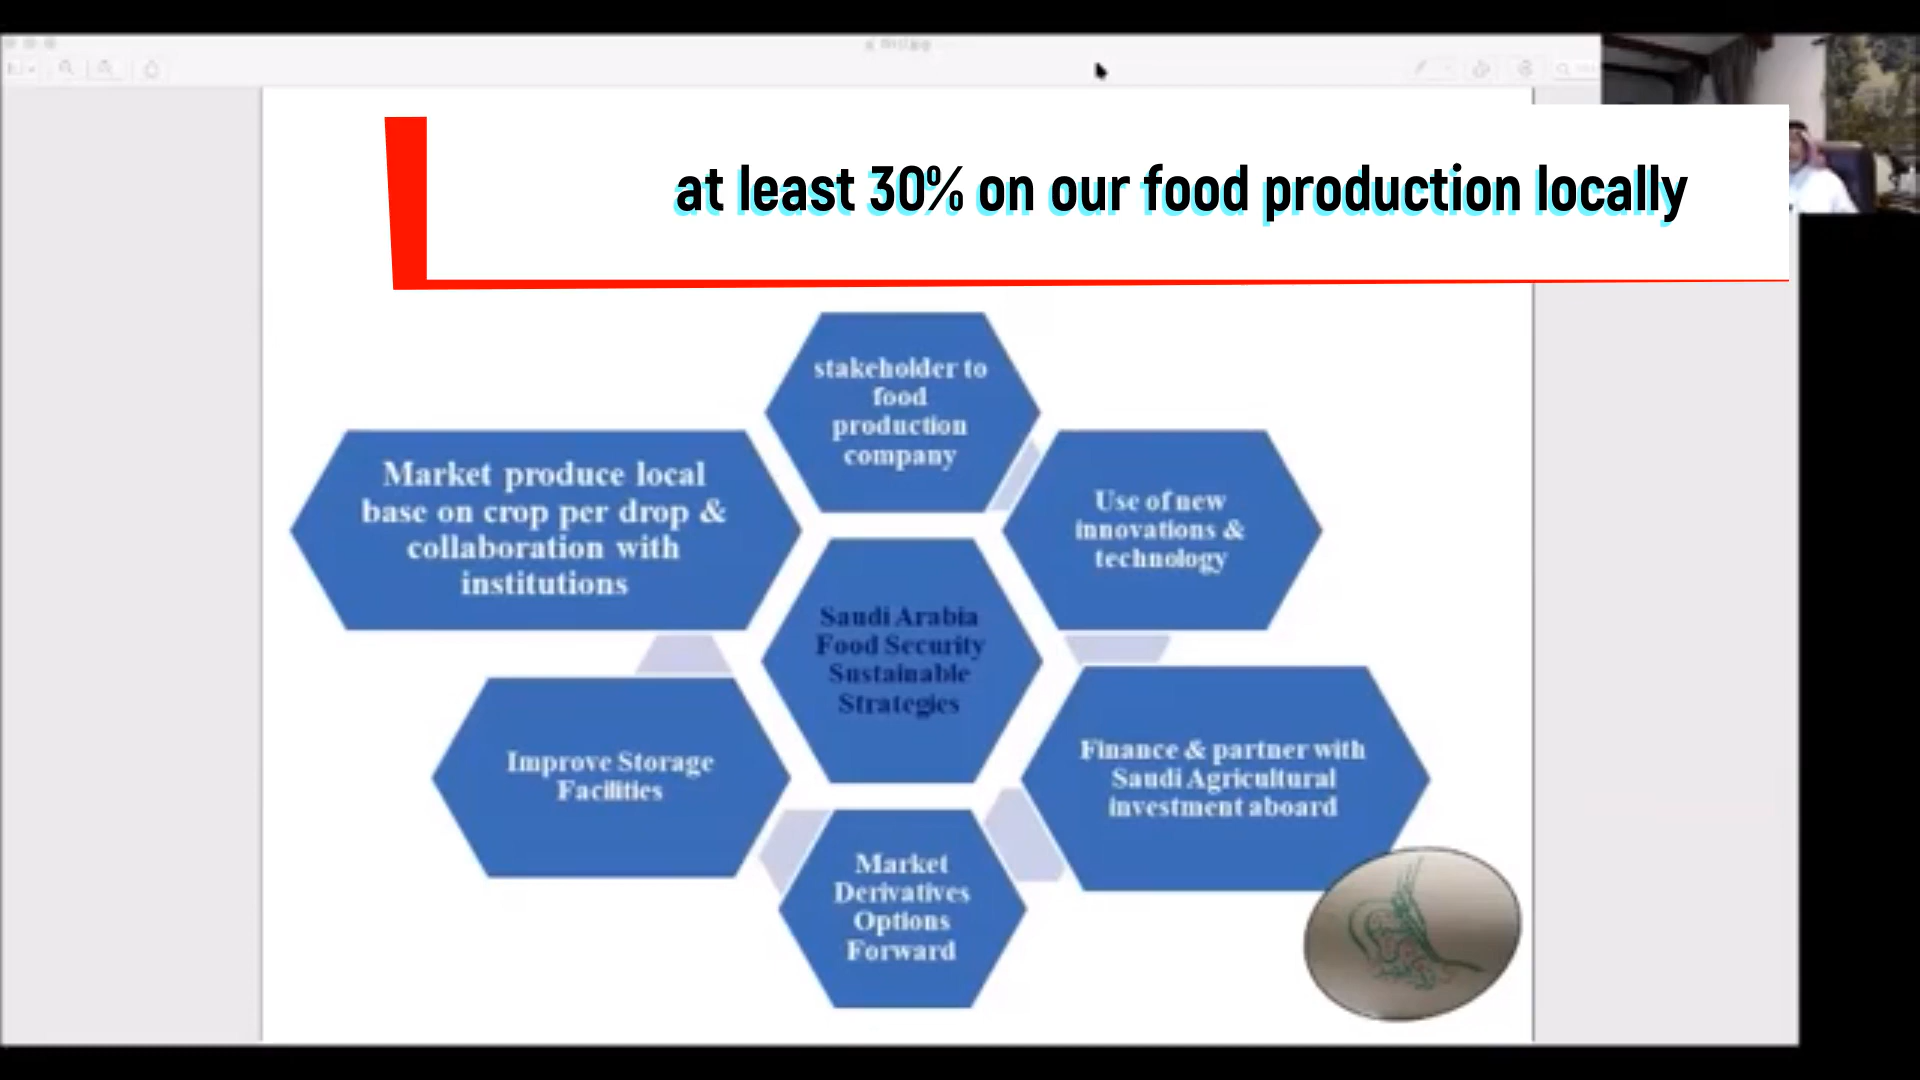 at least 30% on our food production locally
stakeholder to
food
production
company
Market produce local
base on crop per drop &
collaboration with
institutions
Use of new
innovations &
technology
Saudi Arabia
Food Security
Sustainable
Strategies
Improve Storage
Facilities
Finance & partner with
Saudi Agricultural
investment aboard
Market
Derivatives
Options
Forward